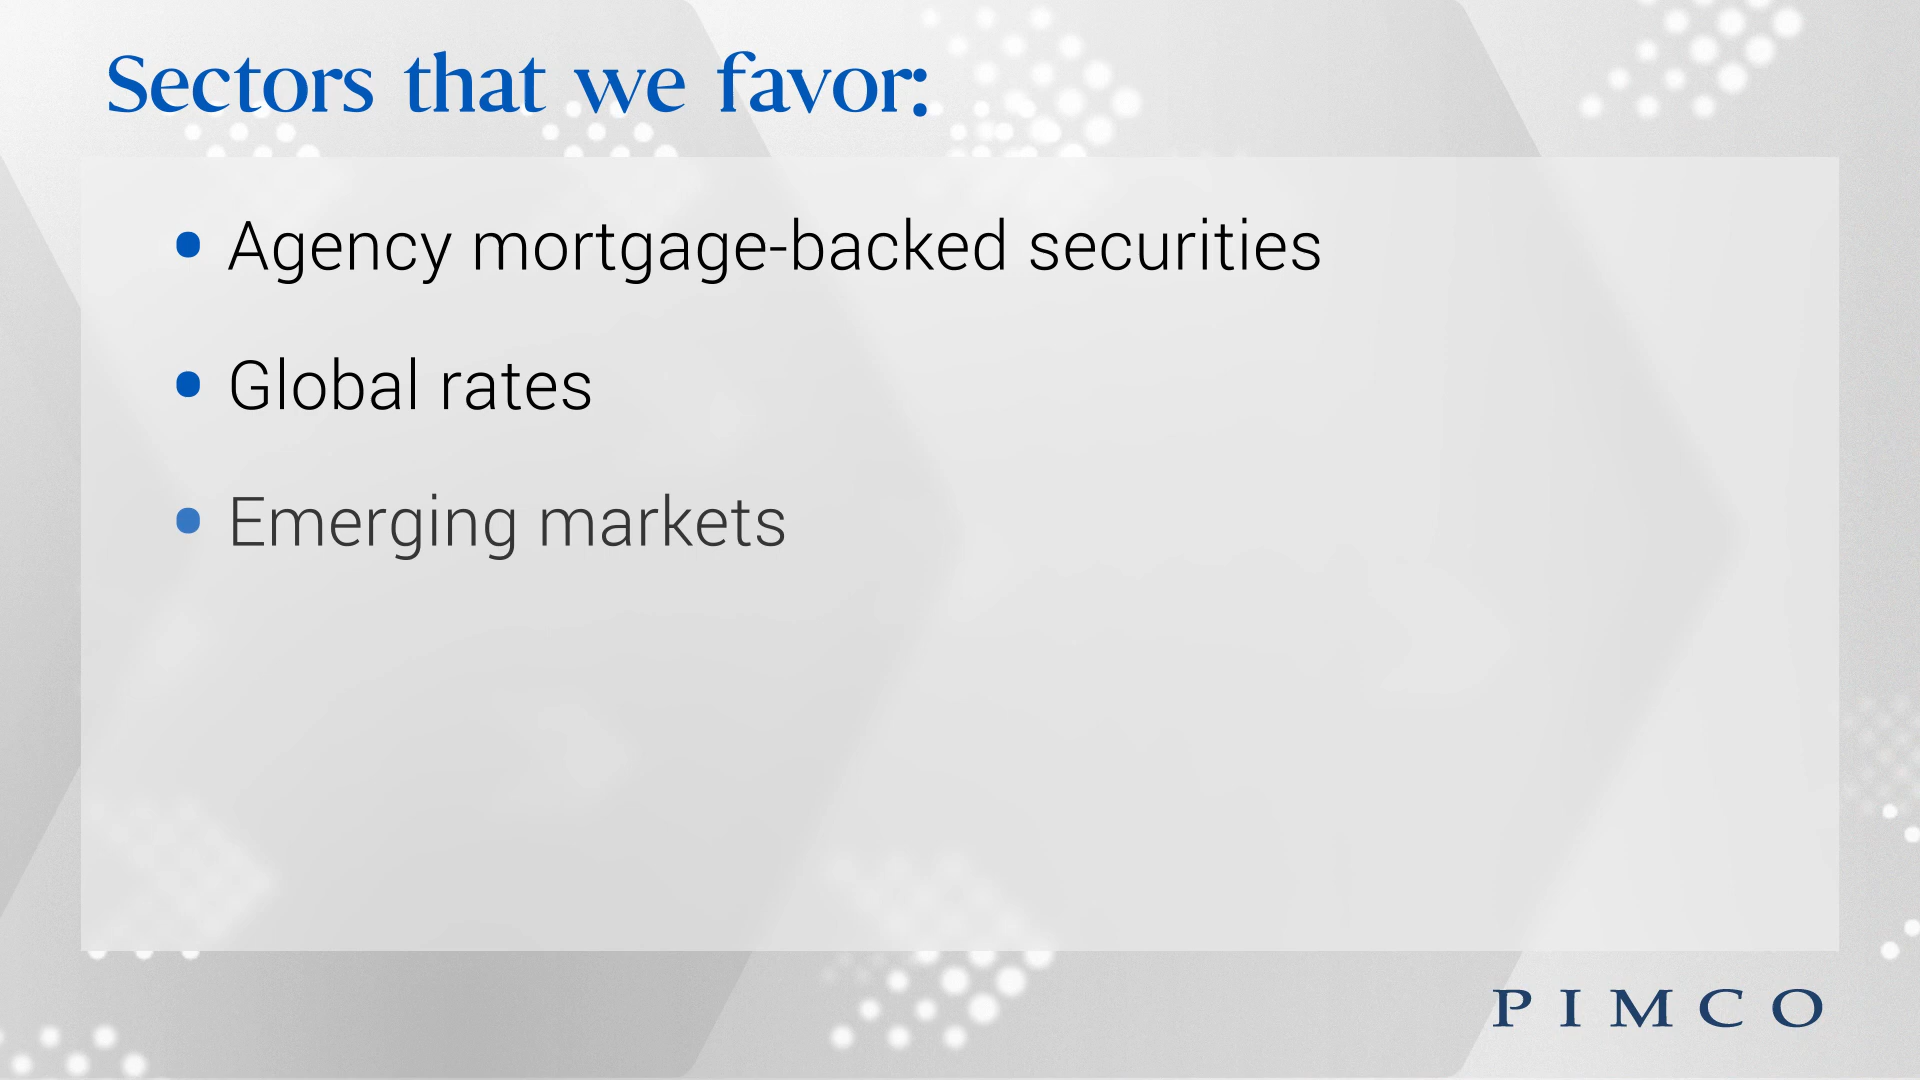 Sectors that we favor:
• Agency mortgage-backed securities
• Global rates
• Emerging markets
PIMCO